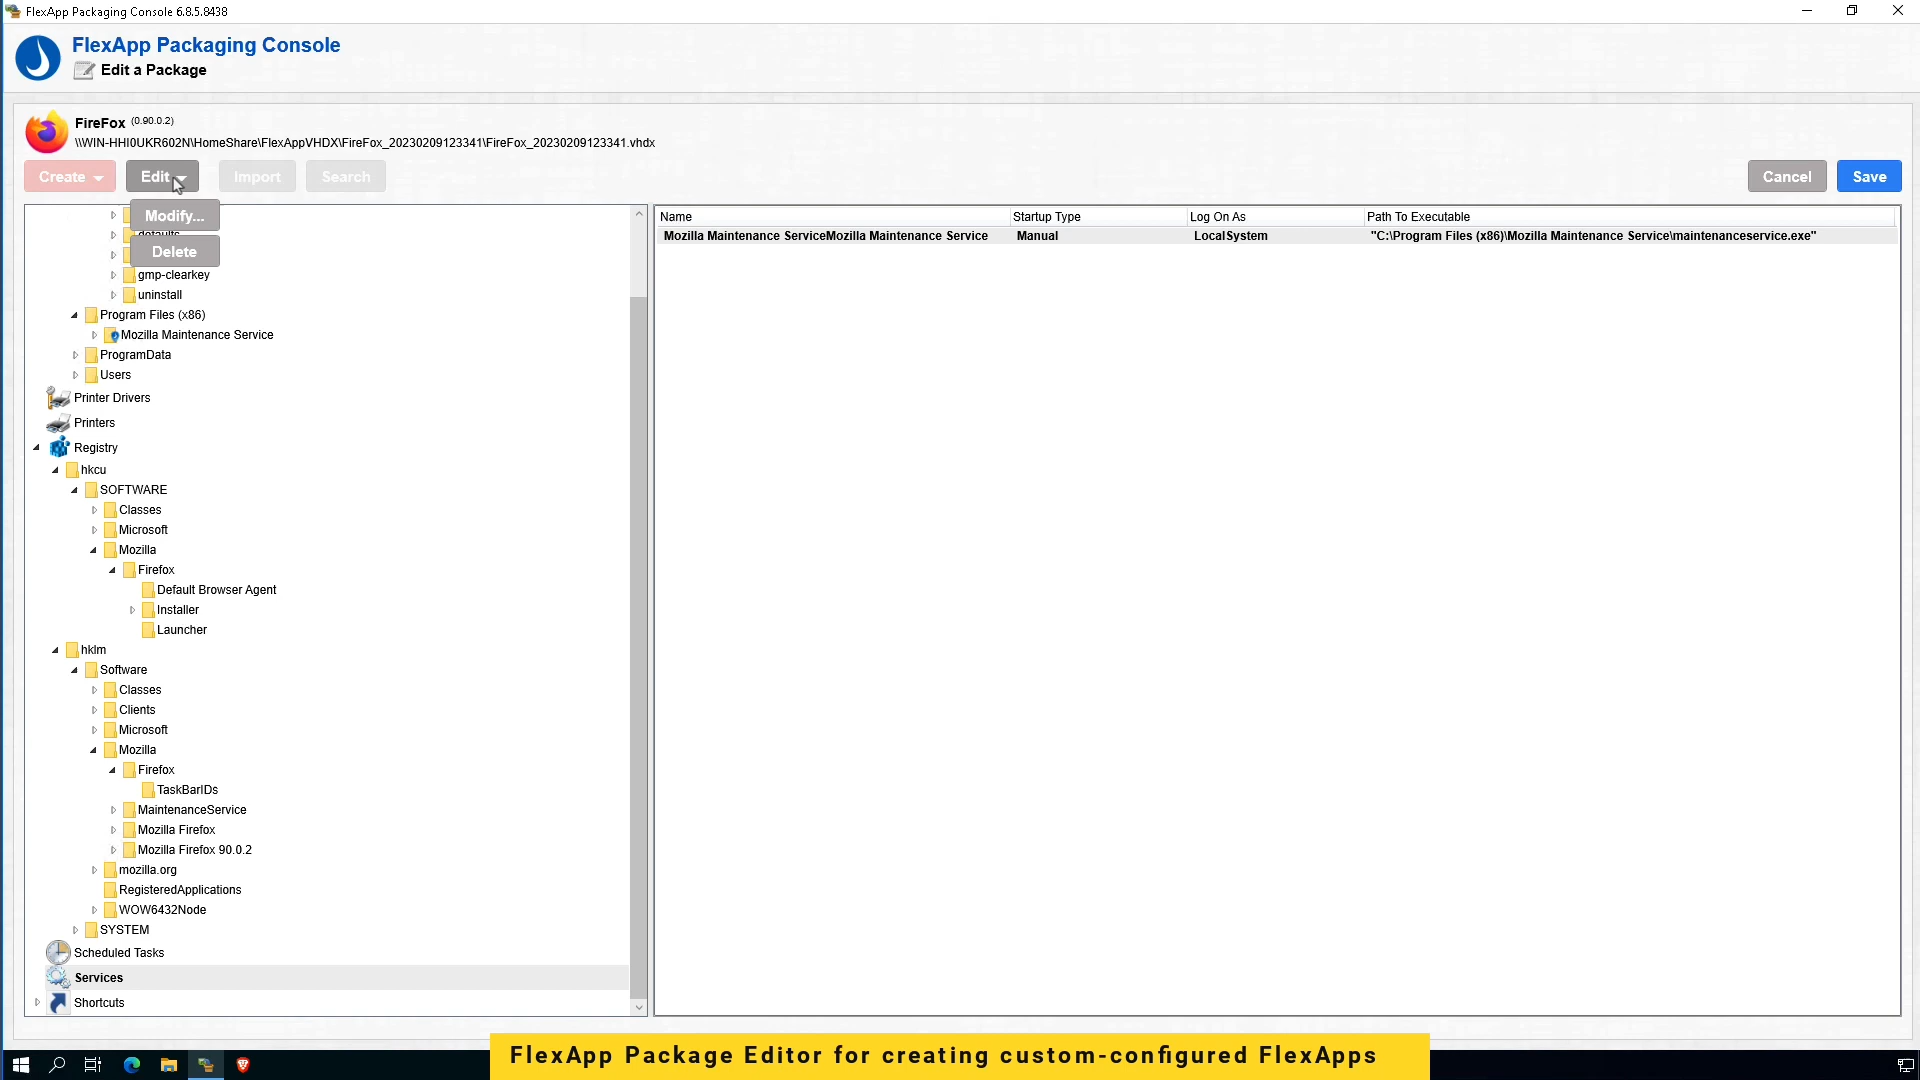 FlexApp Packaging Console 6.8.5.8438
FlexApp Packaging Console
Edit a Package
FireFox (0.90.0.2)
\\WIN-HHI0UKR602N\HomeShare\FlexAppVHDX\FireFox_20230209123341\FireFox_20230209123341.vhdx
Create Edit Import Search Cancel Save
Modify...
defaults
Delete
gmp-clearkey
uninstall
Program Files (x86)
Mozilla Maintenance Service
ProgramData
Users
Printer Drivers
Printers
Registry
hkcu
SOFTWARE
Classes
Microsoft
Mozilla
Firefox
Default Browser Agent
Installer
Launcher
hklm
Software
Classes
Clients
Microsoft
Mozilla
Firefox
TaskBarIDs
MaintenanceService
Mozilla Firefox
Mozilla Firefox 90.0.2
mozilla.org
RegisteredApplications
WOW6432Node
SYSTEM
Scheduled Tasks
Services
Shortcuts
Name Startup Type Log On As Path To Executable
Mozilla Maintenance ServiceMozilla Maintenance Service Manual LocalSystem "C:\Program Files (x86)\Mozilla Maintenance Service\maintenanceservice.exe"
FlexApp Package Editor for creating custom-configured FlexApps